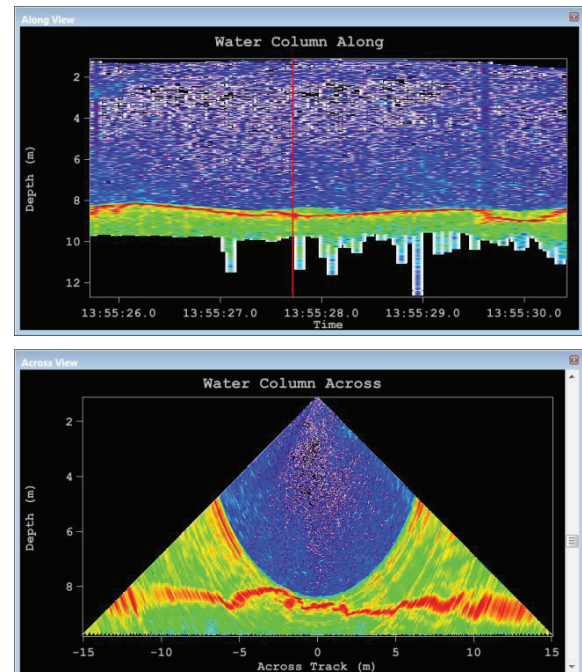 Along View
Water Column Along
2
4
6
8
10
12
Depth (m)
13:55:26.0 13:55:27.0 13:55:28.0 13:55:29.0 13:55:30.0
Time
Across View
Water Column Across
2
4
6
8
Depth (m)
-15 -10 -5 0 5 10 15
Across Track (m)